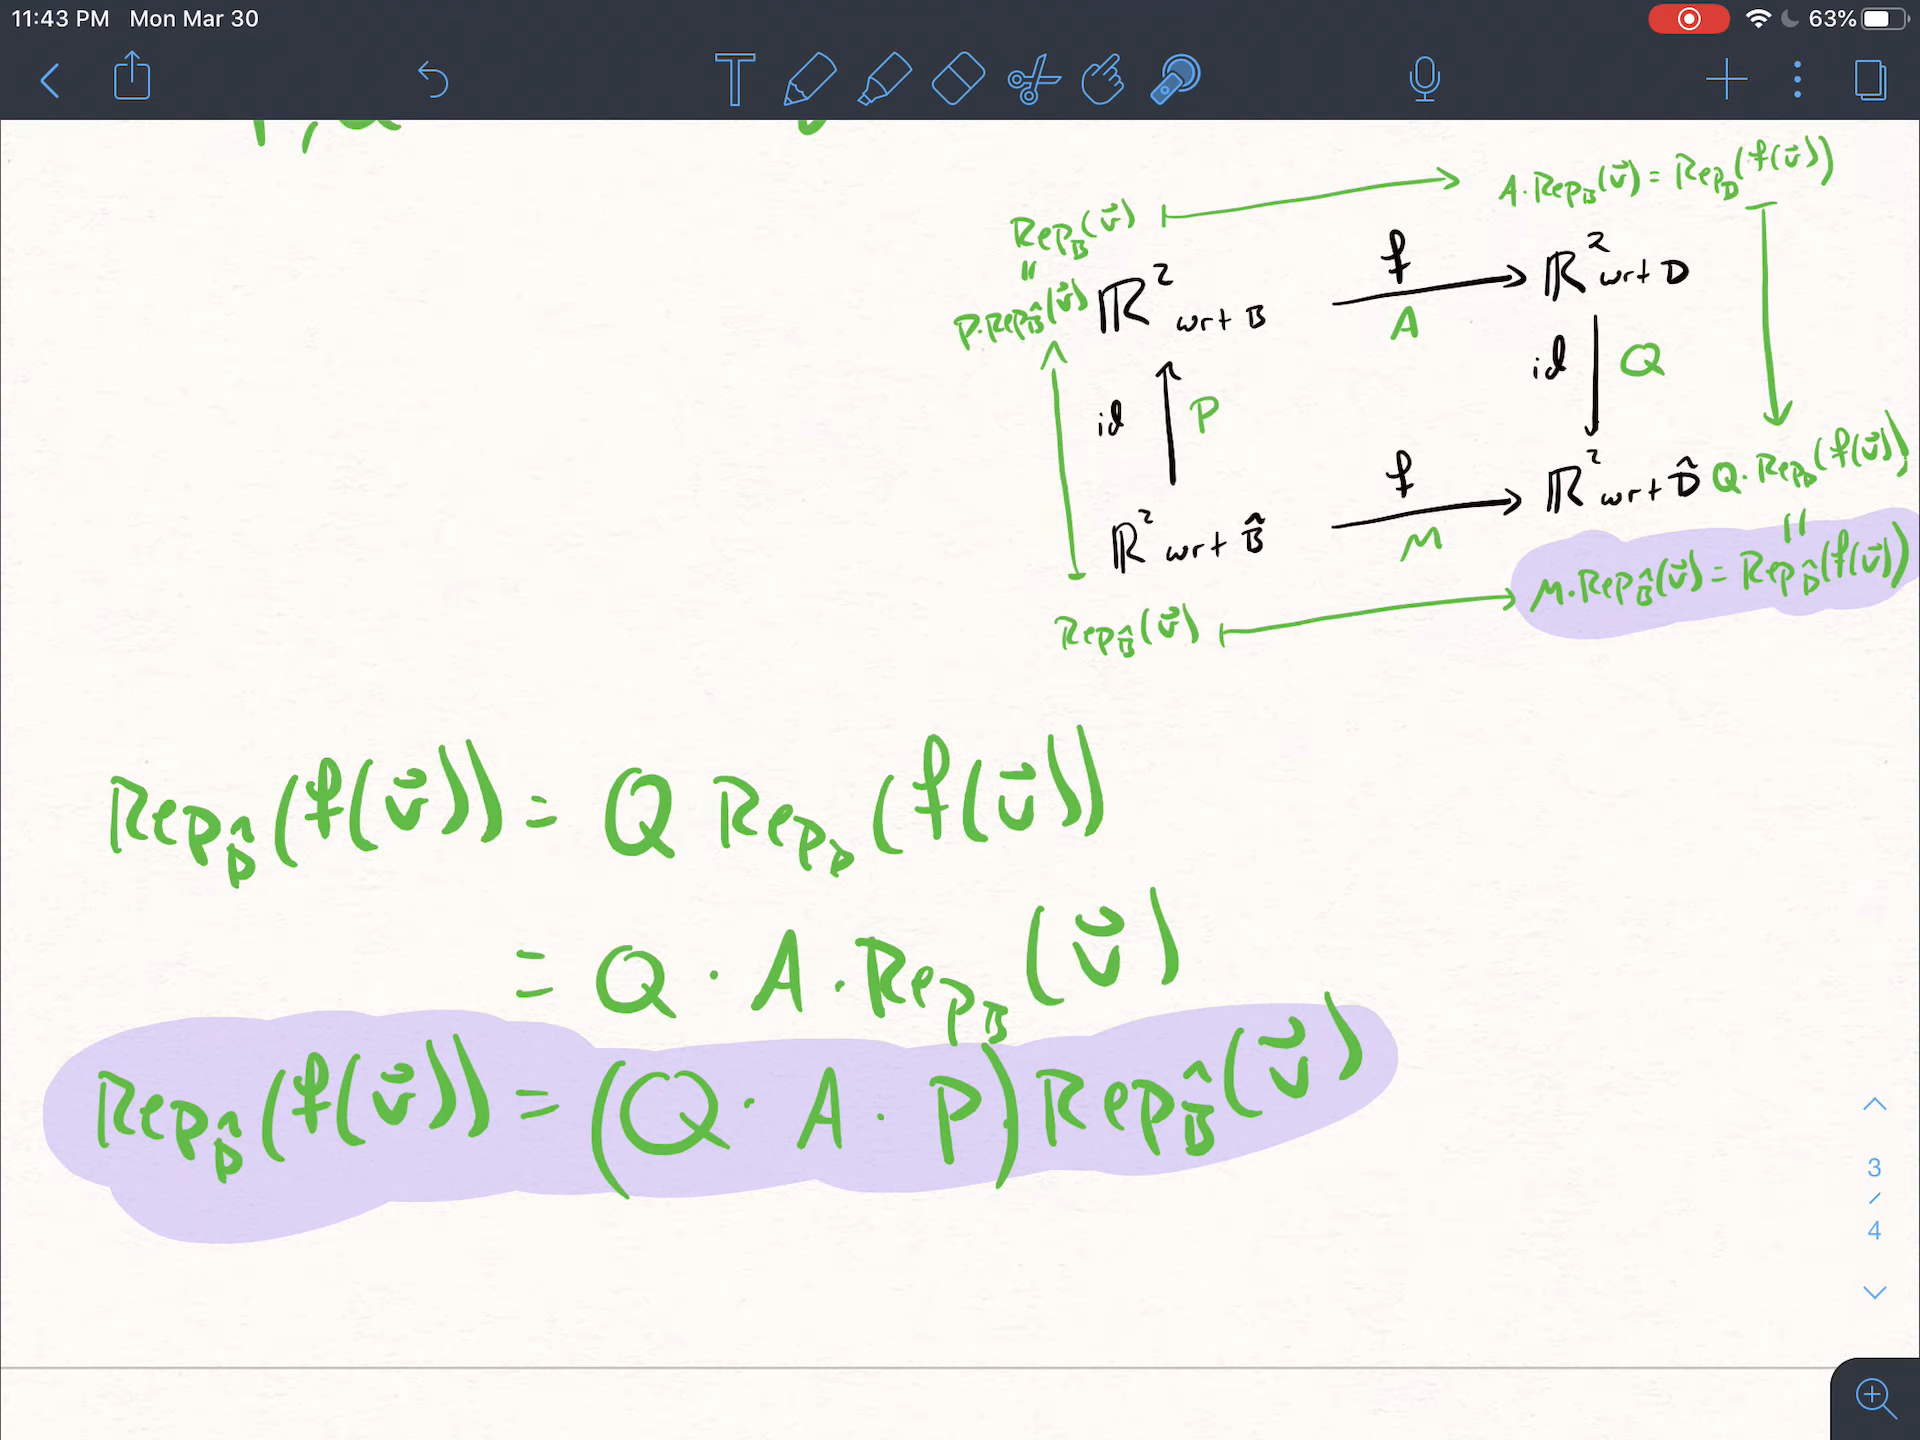 11:43 PM Mon Mar 30
63%
A·Rep_B(v⃗) = Rep_D(f(v⃗))
Rep_B(v⃗)
=
P·Rep_B̂(v⃗)
ℝ² wrt B
f
A
ℝ² wrt D
id P
id Q
ℝ² wrt B̂
f
M
ℝ² wrt D̂
Q·Rep_D(f(v⃗))
=
M·Rep_B̂(v⃗) = Rep_D̂(f(v⃗))
Rep_B̂(v⃗)
Rep_D̂(f(v⃗)) = Q Rep_D(f(v⃗))
= Q · A · Rep_B(v⃗)
Rep_D̂(f(v⃗)) = (Q · A · P) Rep_B̂(v⃗)
3
/
4